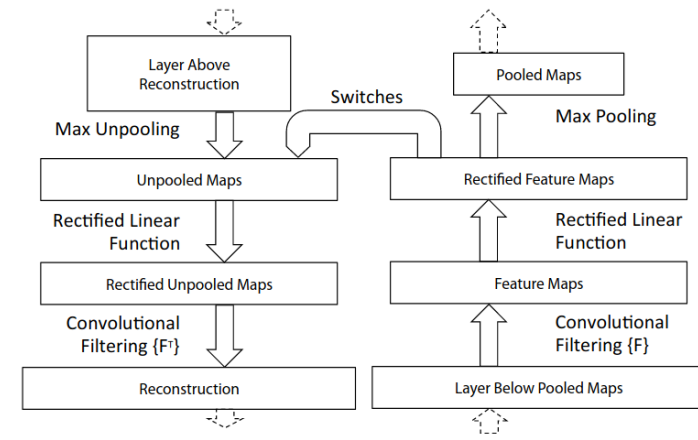 Layer Above
Reconstruction
Max Unpooling
Unpooled Maps
Rectified Linear
Function
Rectified Unpooled Maps
Convolutional
Filtering {Fᵀ}
Reconstruction
Switches
Pooled Maps
Max Pooling
Rectified Feature Maps
Rectified Linear
Function
Feature Maps
Convolutional
Filtering {F}
Layer Below Pooled Maps